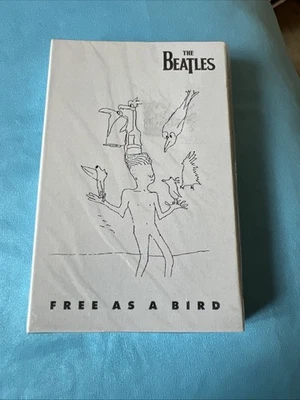 THE
BEATLES
FREE AS A BIRD